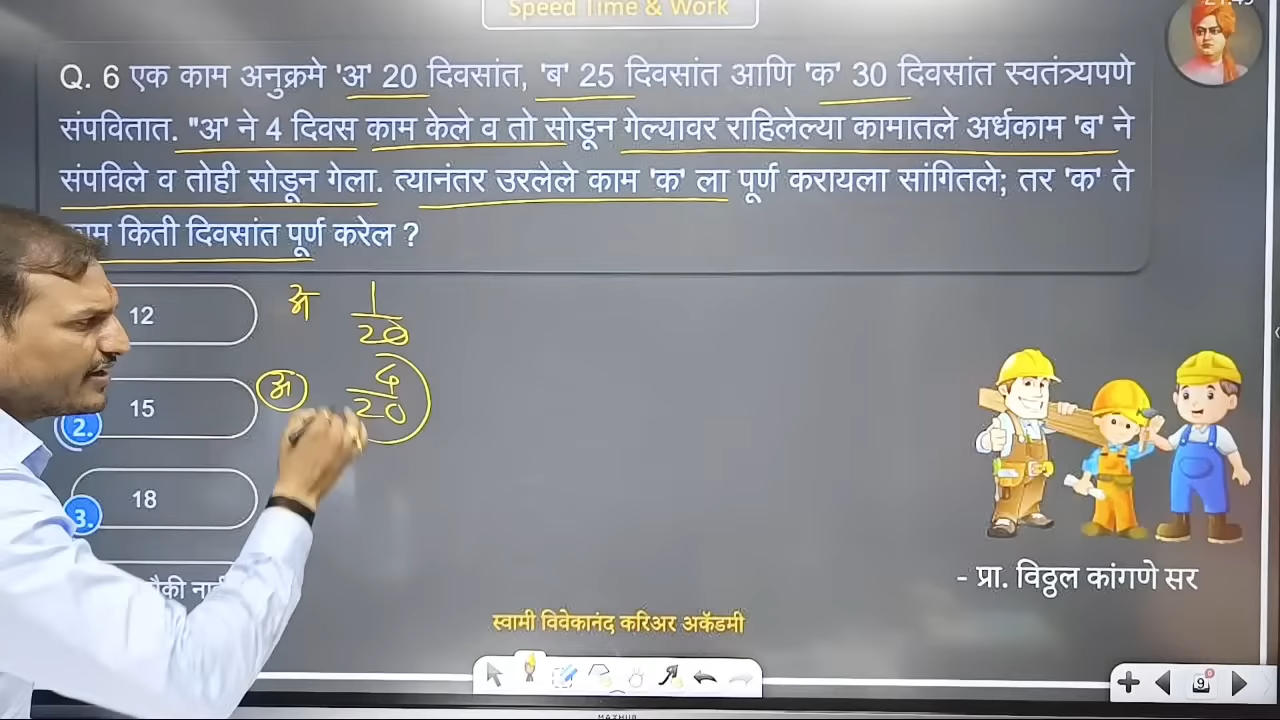 Speed Time & Work
Q. 6 एक काम अनुक्रमे 'अ' 20 दिवसांत, 'ब' 25 दिवसांत आणि 'क' 30 दिवसांत स्वतंत्र्यपणे
संपवितात. "अ' ने 4 दिवस काम केले व तो सोडून गेल्यावर राहिलेल्या कामातले अर्धकाम 'ब' ने
संपविले व तोही सोडून गेला. त्यानंतर उरलेले काम 'क' ला पूर्ण करायला सांगितले; तर 'क' ते
किती दिवसांत पूर्ण करेल ?
12
अ 1/20
2. 15
अ 4/20
3. 18
- प्रा. विठ्ठल कांगणे सर
स्वामी विवेकानंद करिअर अकॅडमी
9
MAXHUB